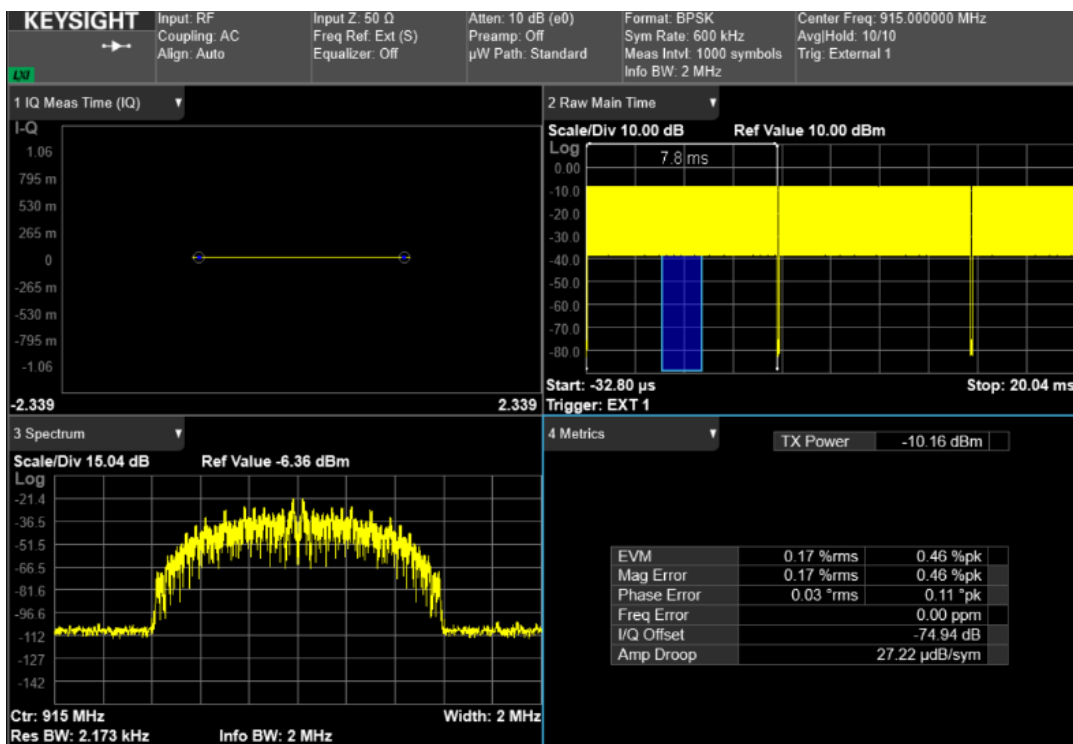 KEYSIGHT
LXI
Input: RF
Coupling: AC
Align: Auto
Input Z: 50 Ω
Freq Ref: Ext (S)
Equalizer: Off
Atten: 10 dB (e0)
Preamp: Off
µW Path: Standard
Format: BPSK
Sym Rate: 600 kHz
Meas Intvl: 1000 symbols
Info BW: 2 MHz
Center Freq: 915.000000 MHz
Avg|Hold: 10/10
Trig: External 1
1 IQ Meas Time (IQ)
I-Q
1.06
795 m
530 m
265 m
0
-265 m
-530 m
-795 m
-1.06
-2.339 2.339
2 Raw Main Time
Scale/Div 10.00 dB Ref Value 10.00 dBm
Log
7.8 ms
0.00
-10.0
-20.0
-30.0
-40.0
-50.0
-60.0
-70.0
-80.0
Start: -32.80 µs Stop: 20.04 ms
Trigger: EXT 1
3 Spectrum
Scale/Div 15.04 dB Ref Value -6.36 dBm
Log
-21.4
-36.5
-51.5
-66.5
-81.6
-96.6
-112
-127
-142
Ctr: 915 MHz Width: 2 MHz
Res BW: 2.173 kHz Info BW: 2 MHz
4 Metrics
TX Power -10.16 dBm
EVM 0.17 %rms 0.46 %pk
Mag Error 0.17 %rms 0.46 %pk
Phase Error 0.03 °rms 0.11 °pk
Freq Error 0.00 ppm
I/Q Offset -74.94 dB
Amp Droop 27.22 µdB/sym